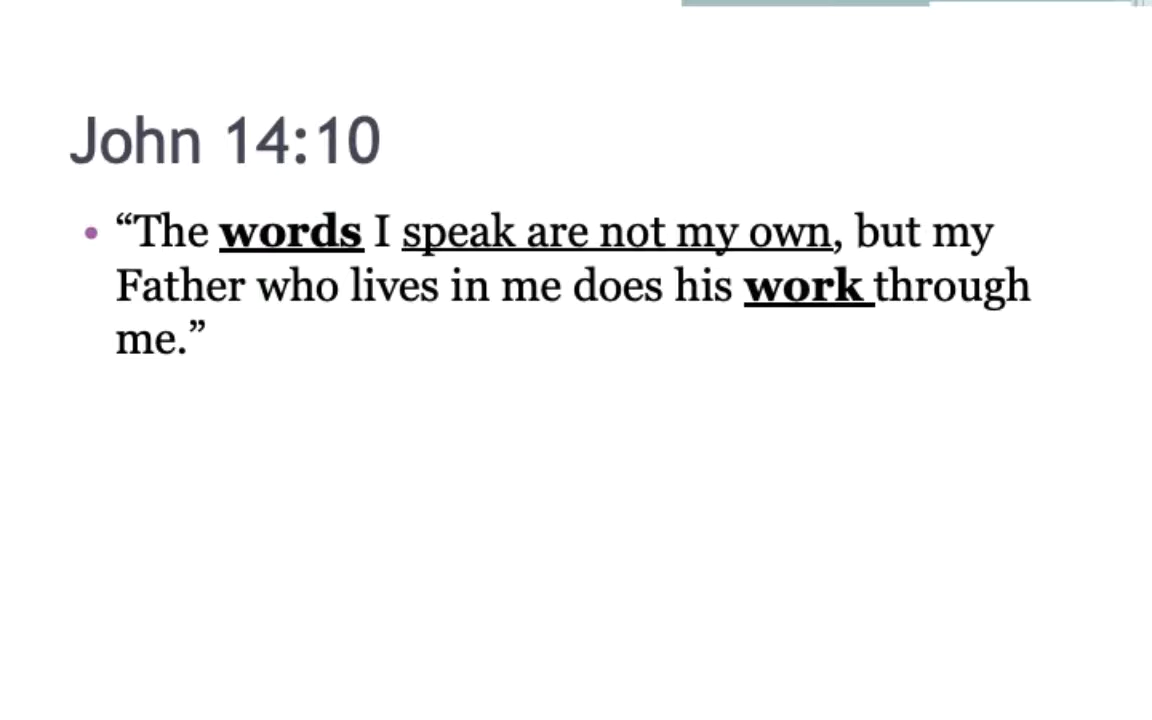 John 14:10
• “The words I speak are not my own, but my
Father who lives in me does his work through
me.”